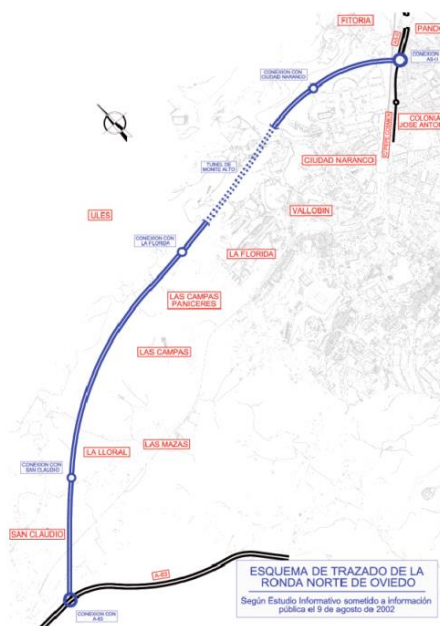 FITORIA
PANDO
CONEXION CON
AS-II
CONEXION CON
CIUDAD NARANCO
COLONIA
JOSE ANTONIO
CIUDAD NARANCO
TUNEL DE
MONTE ALTO
VALLOBIN
ULES
CONEXION CON
LA FLORIDA
LA FLORIDA
LAS CAMPAS
PANICERES
LAS CAMPAS
LAS MAZAS
LA LLORAL
CONEXION CON
SAN CLAUDIO
SAN CLAUDIO
A-63
CONEXION CON
A-63
ESQUEMA DE TRAZADO DE LA
RONDA NORTE DE OVIEDO
Según Estudio Informativo sometido a información
pública el 9 de agosto de 2002